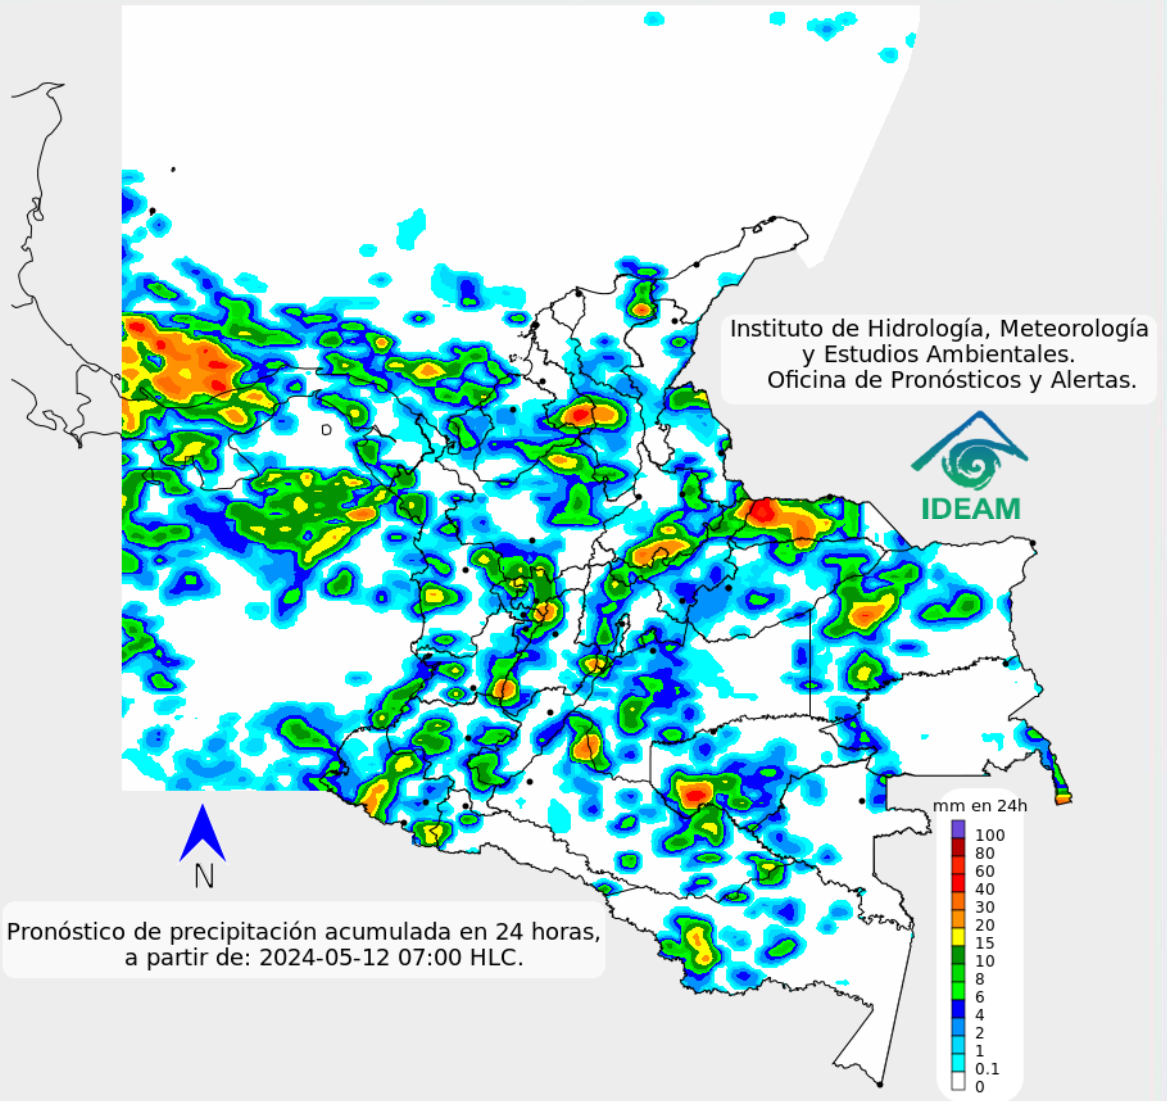 Instituto de Hidrología, Meteorología
y Estudios Ambientales.
Oficina de Pronósticos y Alertas.
IDEAM
N
Pronóstico de precipitación acumulada en 24 horas,
a partir de: 2024-05-12 07:00 HLC.
mm en 24h
100
80
60
40
30
20
15
10
8
6
4
2
1
0.1
0